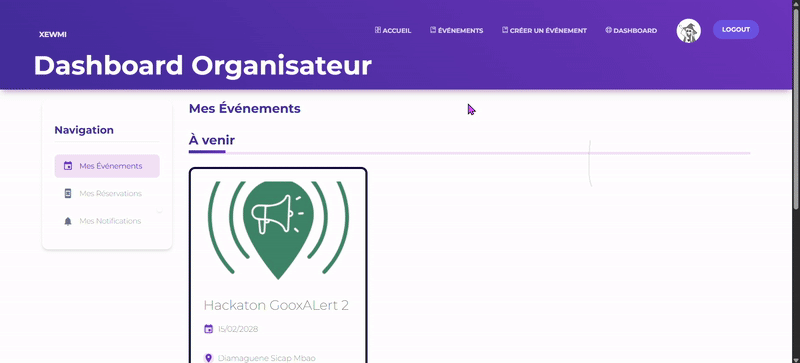 XEWMI
ACCUEIL
ÉVÉNEMENTS
CRÉER UN ÉVÉNEMENT
DASHBOARD
LOGOUT
Dashboard Organisateur
Navigation
Mes Événements
Mes Réservations
Mes Notifications
Mes Événements
À venir
Hackaton GooxALert 2
15/02/2028
Diamaguene Sicap Mbao